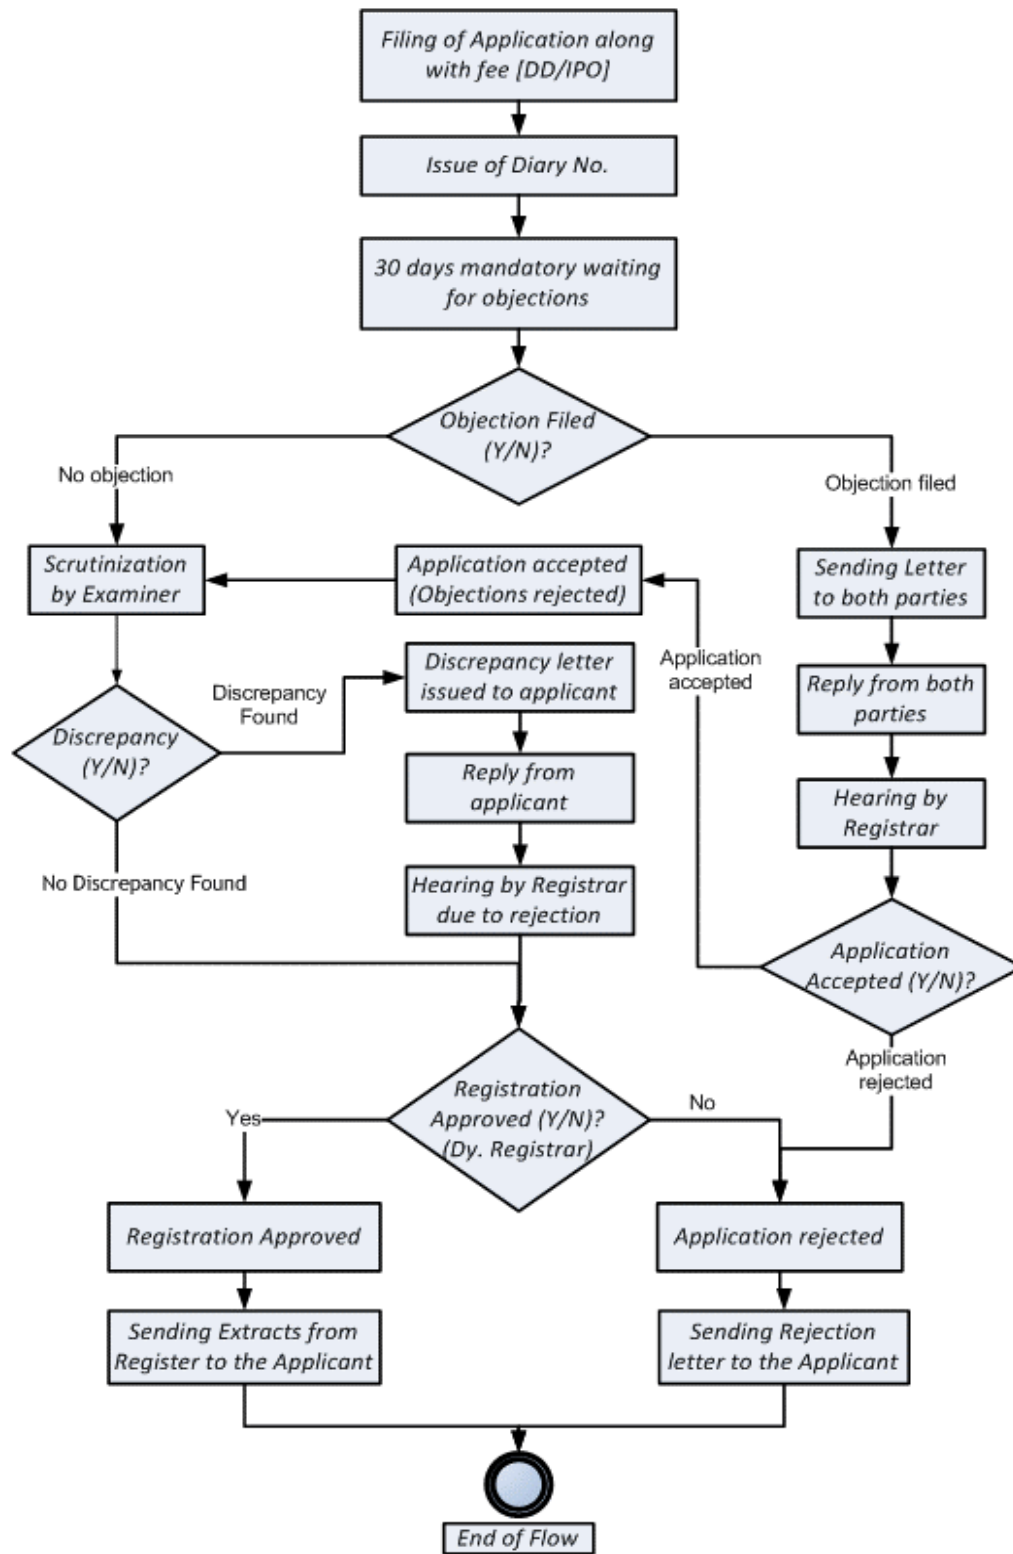 Filing of Application along
with fee [DD/IPO]
Issue of Diary No.
30 days mandatory waiting
for objections
Objection Filed
(Y/N)?
No objection
Objection filed
Scrutinization
by Examiner
Application accepted
(Objections rejected)
Sending Letter
to both parties
Discrepancy letter
issued to applicant
Application
accepted
Reply from both
parties
Discrepancy
Found
Discrepancy
(Y/N)?
Reply from
applicant
Hearing by
Registrar
No Discrepancy Found
Hearing by Registrar
due to rejection
Application
Accepted (Y/N)?
Application
rejected
Registration
Approved (Y/N)?
(Dy. Registrar)
Yes
No
Registration Approved
Application rejected
Sending Extracts from
Register to the Applicant
Sending Rejection
letter to the Applicant
End of Flow